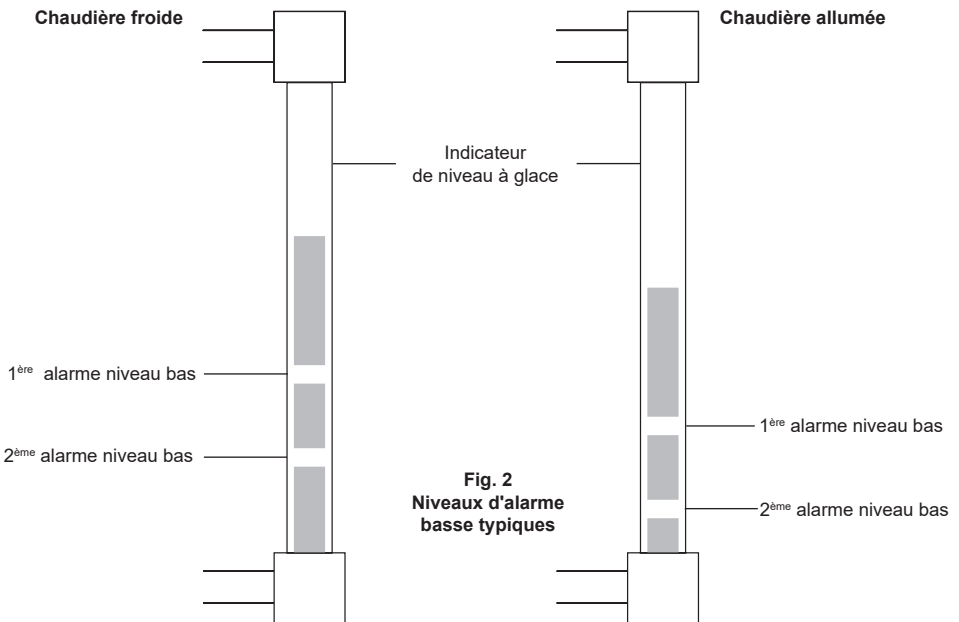 Chaudière froide
Chaudière allumée
Indicateur
de niveau à glace
1ère alarme niveau bas
2ème alarme niveau bas
1ère alarme niveau bas
2ème alarme niveau bas
Fig. 2
Niveaux d'alarme
basse typiques